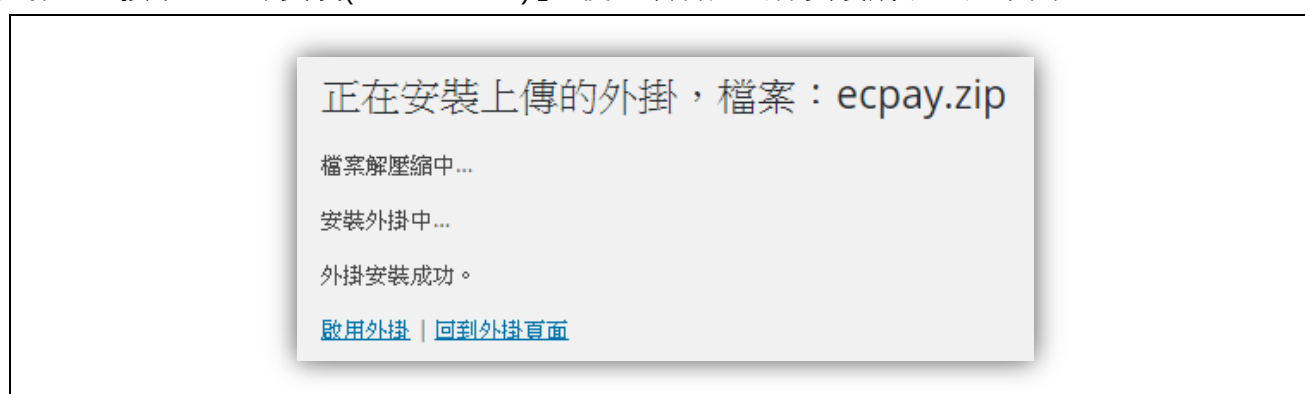 正在安裝上傳的外掛，檔案：ecpay.zip
檔案解壓縮中…
安裝外掛中…
外掛安裝成功。
啟用外掛 | 回到外掛頁面